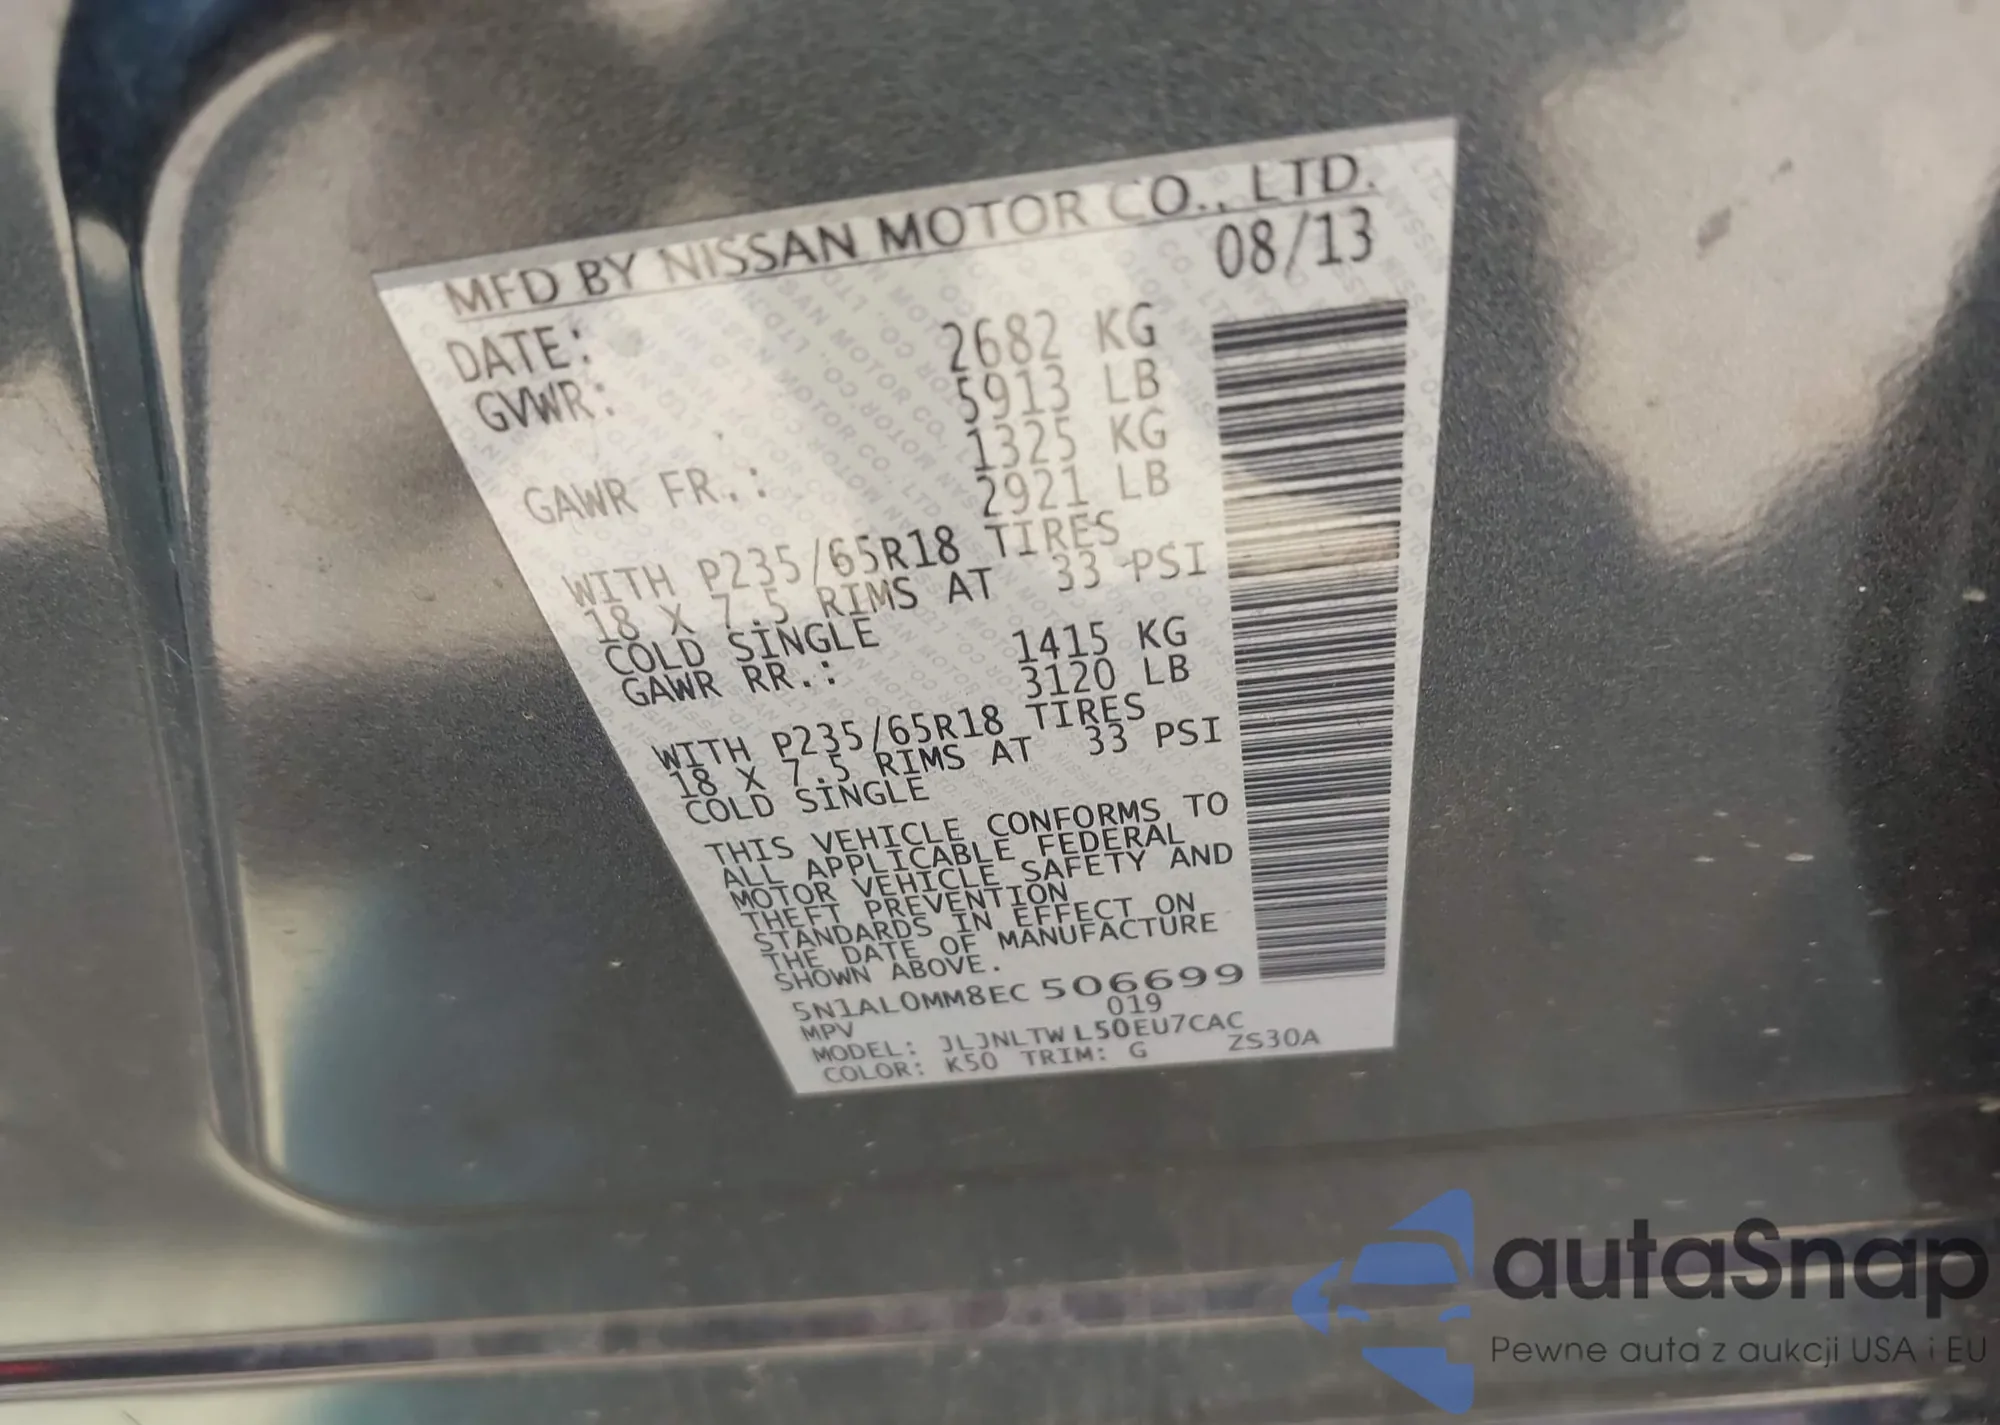 MFD BY NISSAN MOTOR CO., LTD.
DATE: 08/13
GVWR: 2682 KG
5913 LB
GAWR FR.: 1325 KG
2921 LB
WITH P235/65R18 TIRES
18 X 7.5 RIMS AT 33 PSI
COLD SINGLE
GAWR RR.: 1415 KG
3120 LB
WITH P235/65R18 TIRES
18 X 7.5 RIMS AT 33 PSI
COLD SINGLE
THIS VEHICLE CONFORMS TO
ALL APPLICABLE FEDERAL
MOTOR VEHICLE SAFETY AND
THEFT PREVENTION
STANDARDS IN EFFECT ON
THE DATE OF MANUFACTURE
SHOWN ABOVE.
5N1AL0MM8EC 506699
MPV 019
MODEL: JLJNLTW L50EU7CAC
COLOR: K50 TRIM: G ZS30A
autaSnap
Pewne auta z aukcji USA i EU